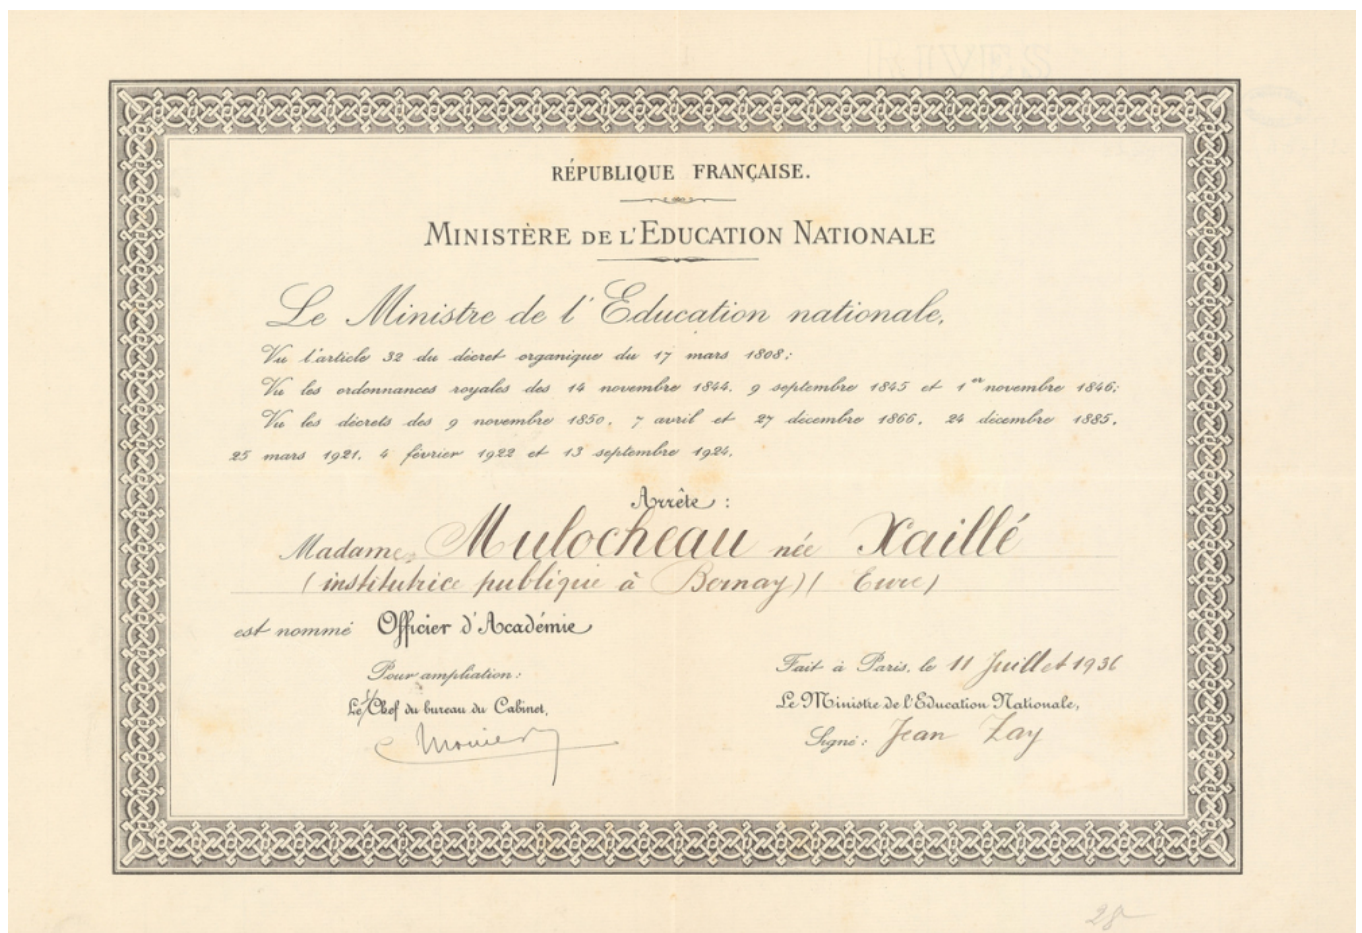 RÉPUBLIQUE FRANÇAISE.
MINISTÈRE DE L'EDUCATION NATIONALE
Le Ministre de l'Education nationale,
Vu l'article 32 du décret organique du 17 mars 1808;
Vu les ordonnances royales des 14 novembre 1844, 9 septembre 1845 et 1er novembre 1846;
Vu les décrets des 9 novembre 1850, 7 avril et 27 décembre 1866, 24 décembre 1885,
25 mars 1921, 4 février 1922 et 13 septembre 1924,
Arrête :
Madame Mulocheau née Xaillé
(institutrice publique à Bernay) (Eure)
est nommé Officier d'Académie
Pour ampliation :
Fait à Paris, le 11 Juillet 1936
Le Chef du bureau du Cabinet,
Le Ministre de l'Education Nationale,
Signé : Jean Zay